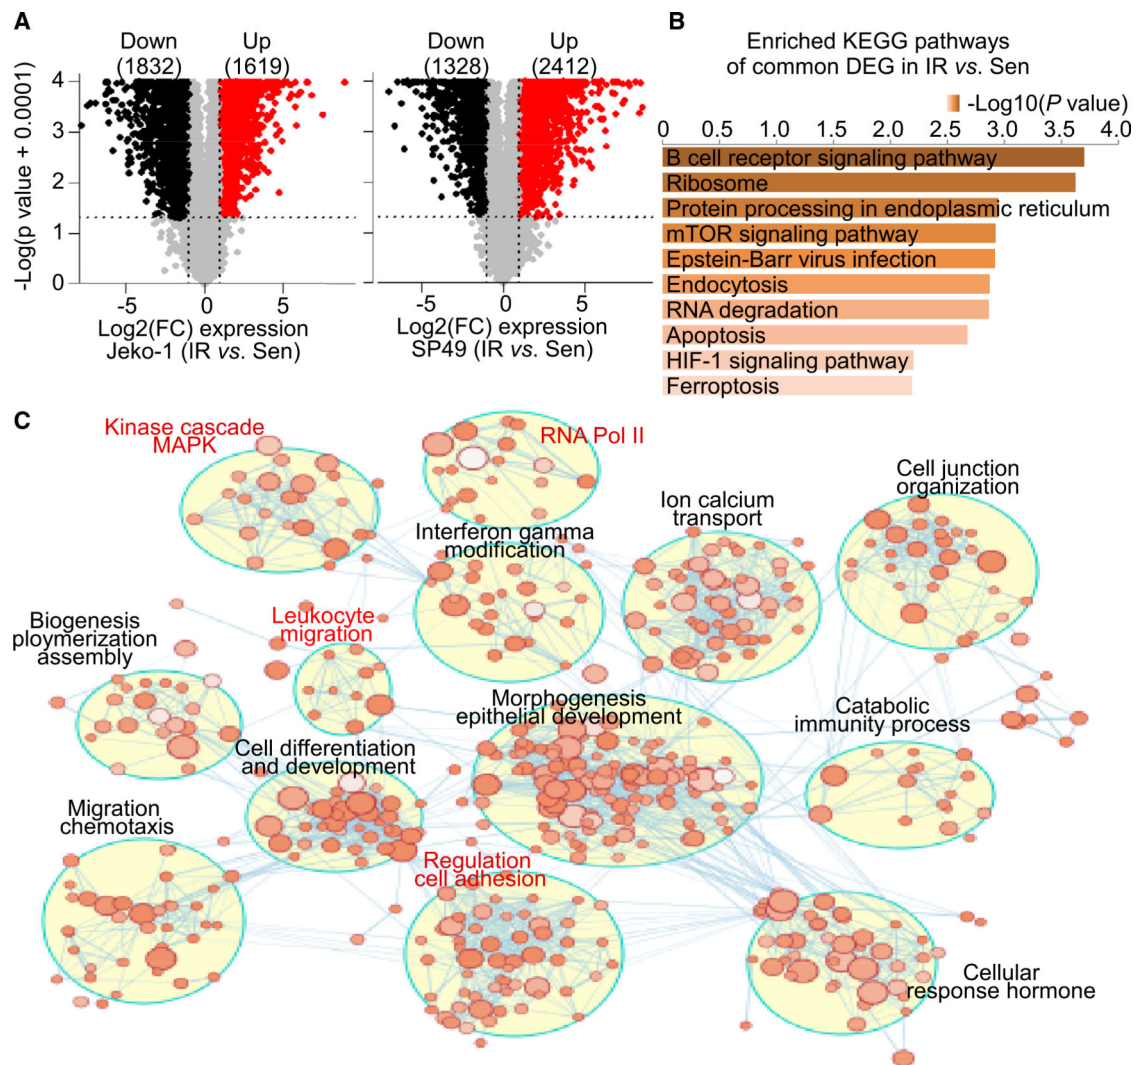 A
Down
(1832)
Up
(1619)
Down
(1328)
Up
(2412)
-Log(p value + 0.0001)
4
3
2
1
0
-5
0
5
Log2(FC) expression
Jeko-1 (IR vs. Sen)
-5
0
5
Log2(FC) expression
SP49 (IR vs. Sen)
B
Enriched KEGG pathways
of common DEG in IR vs. Sen
-Log10(P value)
0 0.5 1.0 1.5 2.0 2.5 3.0 3.5 4.0
B cell receptor signaling pathway
Ribosome
Protein processing in endoplasmic reticulum
mTOR signaling pathway
Epstein-Barr virus infection
Endocytosis
RNA degradation
Apoptosis
HIF-1 signaling pathway
Ferroptosis
C
Kinase cascade
MAPK
RNA Pol II
Interferon gamma
modification
Ion calcium
transport
Cell junction
organization
Biogenesis
ploymerization
assembly
Leukocyte
migration
Morphogenesis
epithelial development
Catabolic
immunity process
Cell differentiation
and development
Migration
chemotaxis
Regulation
cell adhesion
Cellular
response hormone